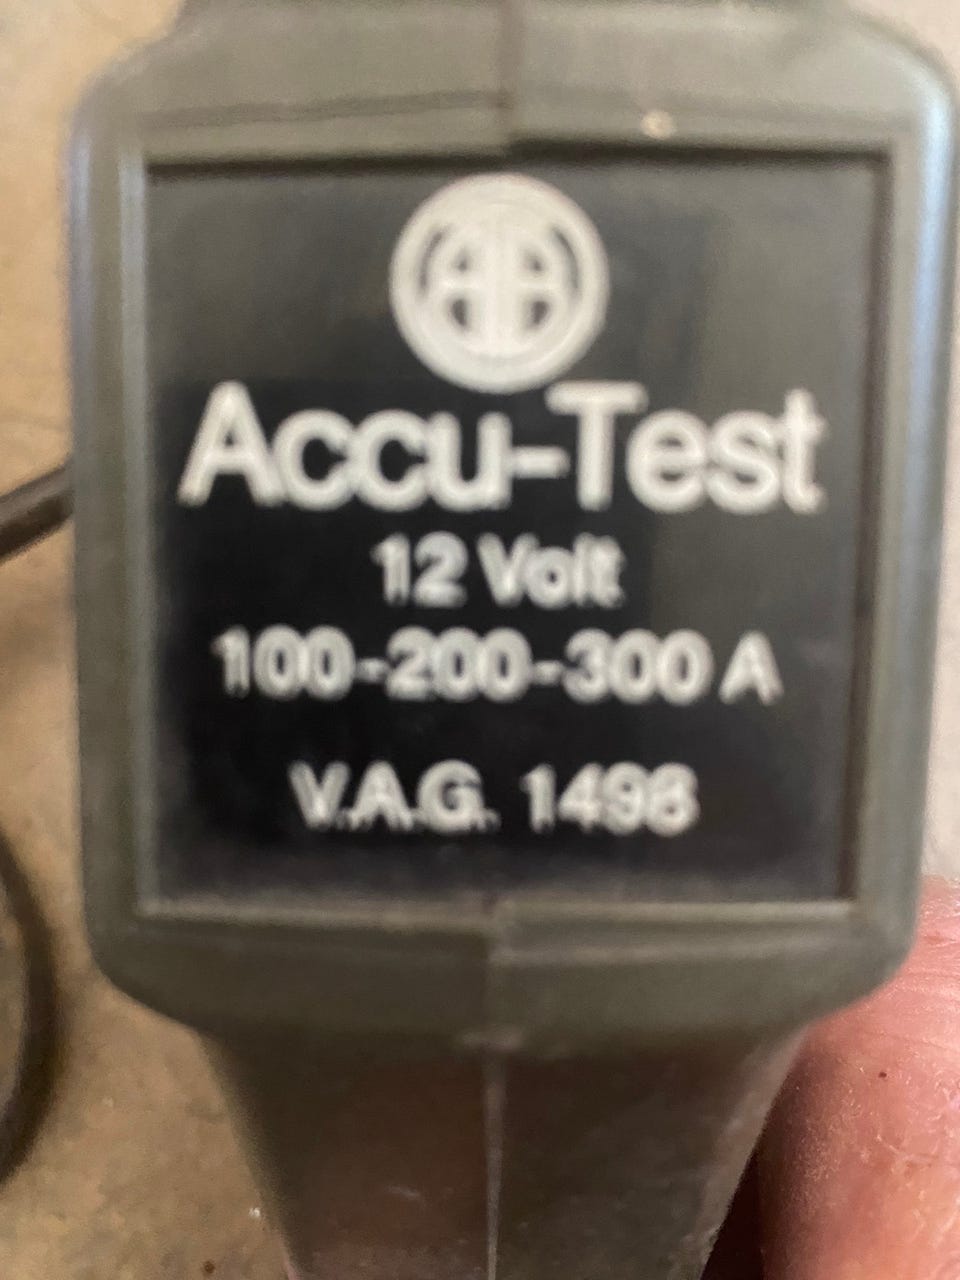 Accu-Test
12 Volt
100-200-300 A
V.A.G. 1498